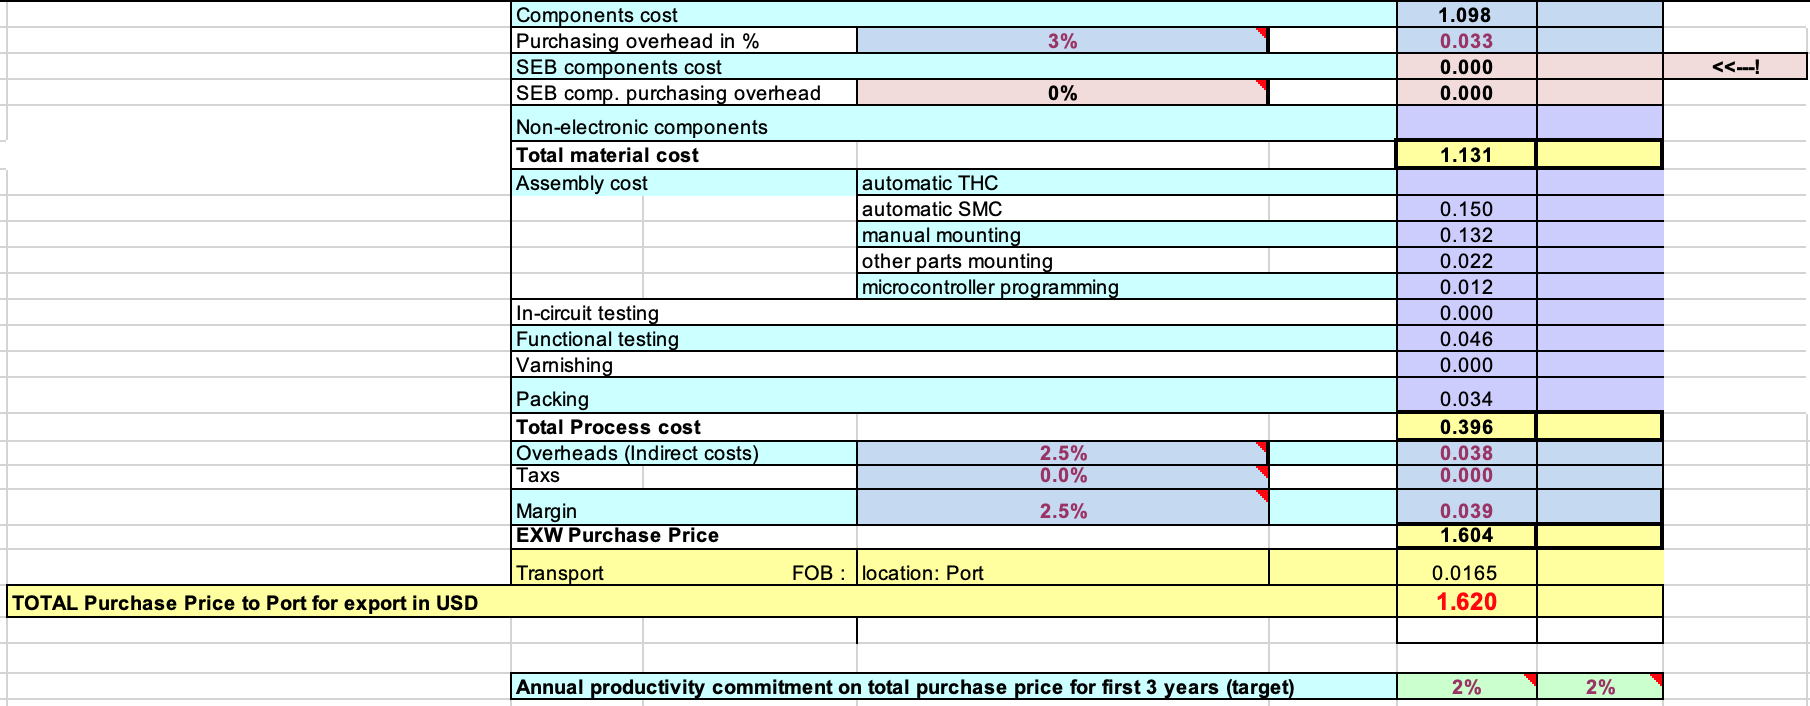 Components cost 1.098
Purchasing overhead in % 3% 0.033
SEB components cost 0.000 <<---!
SEB comp. purchasing overhead 0% 0.000
Non-electronic components
Total material cost 1.131
Assembly cost automatic THC
automatic SMC 0.150
manual mounting 0.132
other parts mounting 0.022
microcontroller programming 0.012
In-circuit testing 0.000
Functional testing 0.046
Varnishing 0.000
Packing 0.034
Total Process cost 0.396
Overheads (Indirect costs) 2.5% 0.038
Taxs 0.0% 0.000
Margin 2.5% 0.039
EXW Purchase Price 1.604
Transport FOB : location: Port 0.0165
TOTAL Purchase Price to Port for export in USD 1.620
Annual productivity commitment on total purchase price for first 3 years (target) 2% 2%